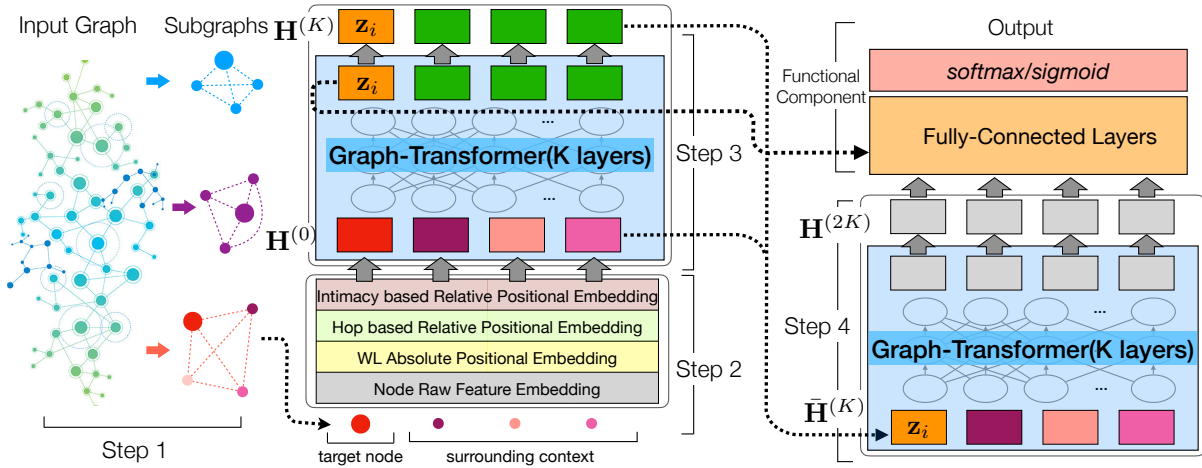 Input Graph
Subgraphs
Step 1
H^(K)
z_i
z_i
...
Graph-Transformer(K layers)
...
H^(0)
Step 3
Intimacy based Relative Positional Embedding
Hop based Relative Positional Embedding
WL Absolute Positional Embedding
Node Raw Feature Embedding
Step 2
target node
surrounding context
Output
Functional
Component
softmax/sigmoid
Fully-Connected Layers
H^(2K)
Step 4
...
Graph-Transformer(K layers)
...
H̄^(K)
z_i